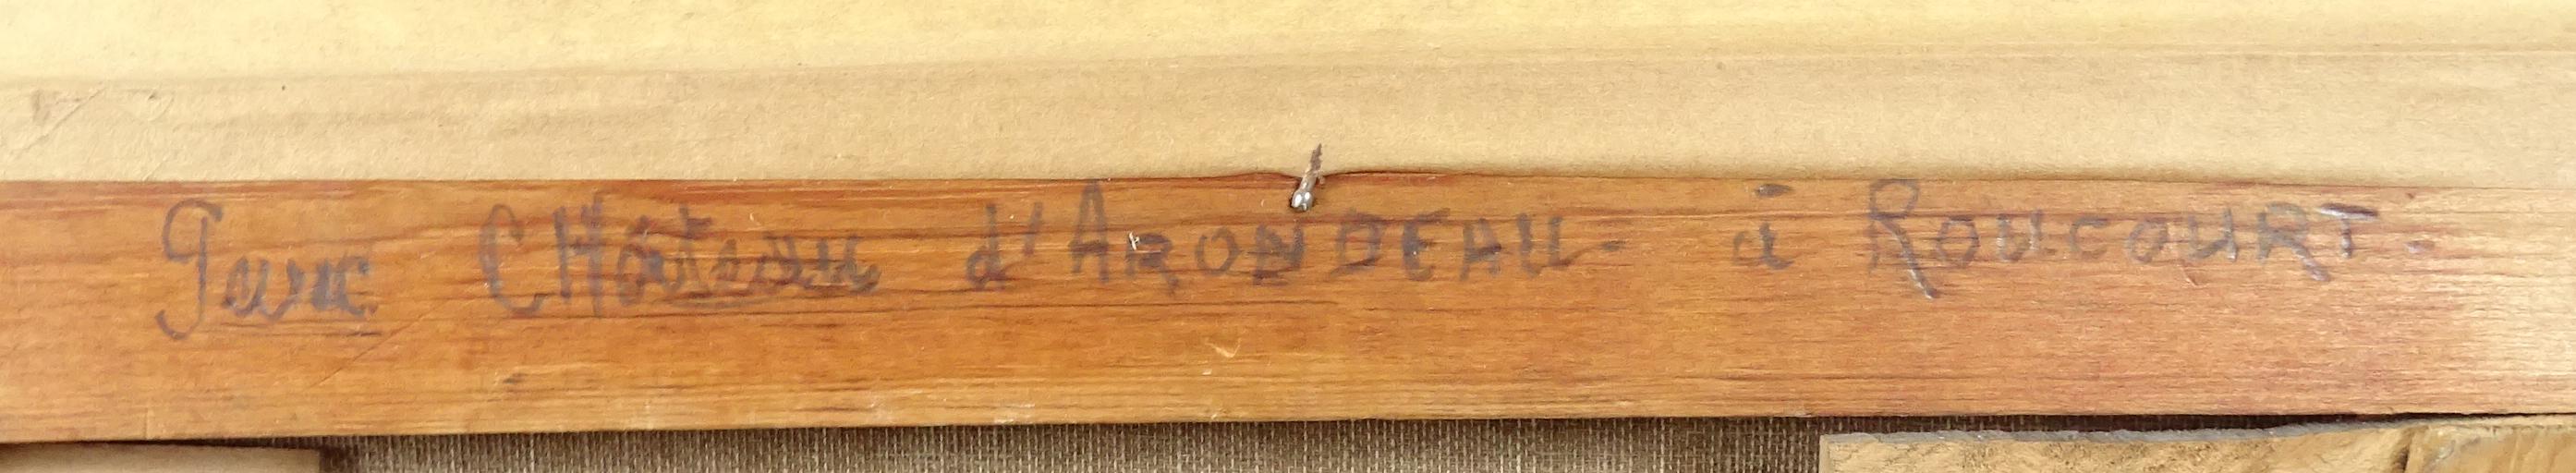 Parc CHâteau d'ARONDEAU - à ROUCOURT.